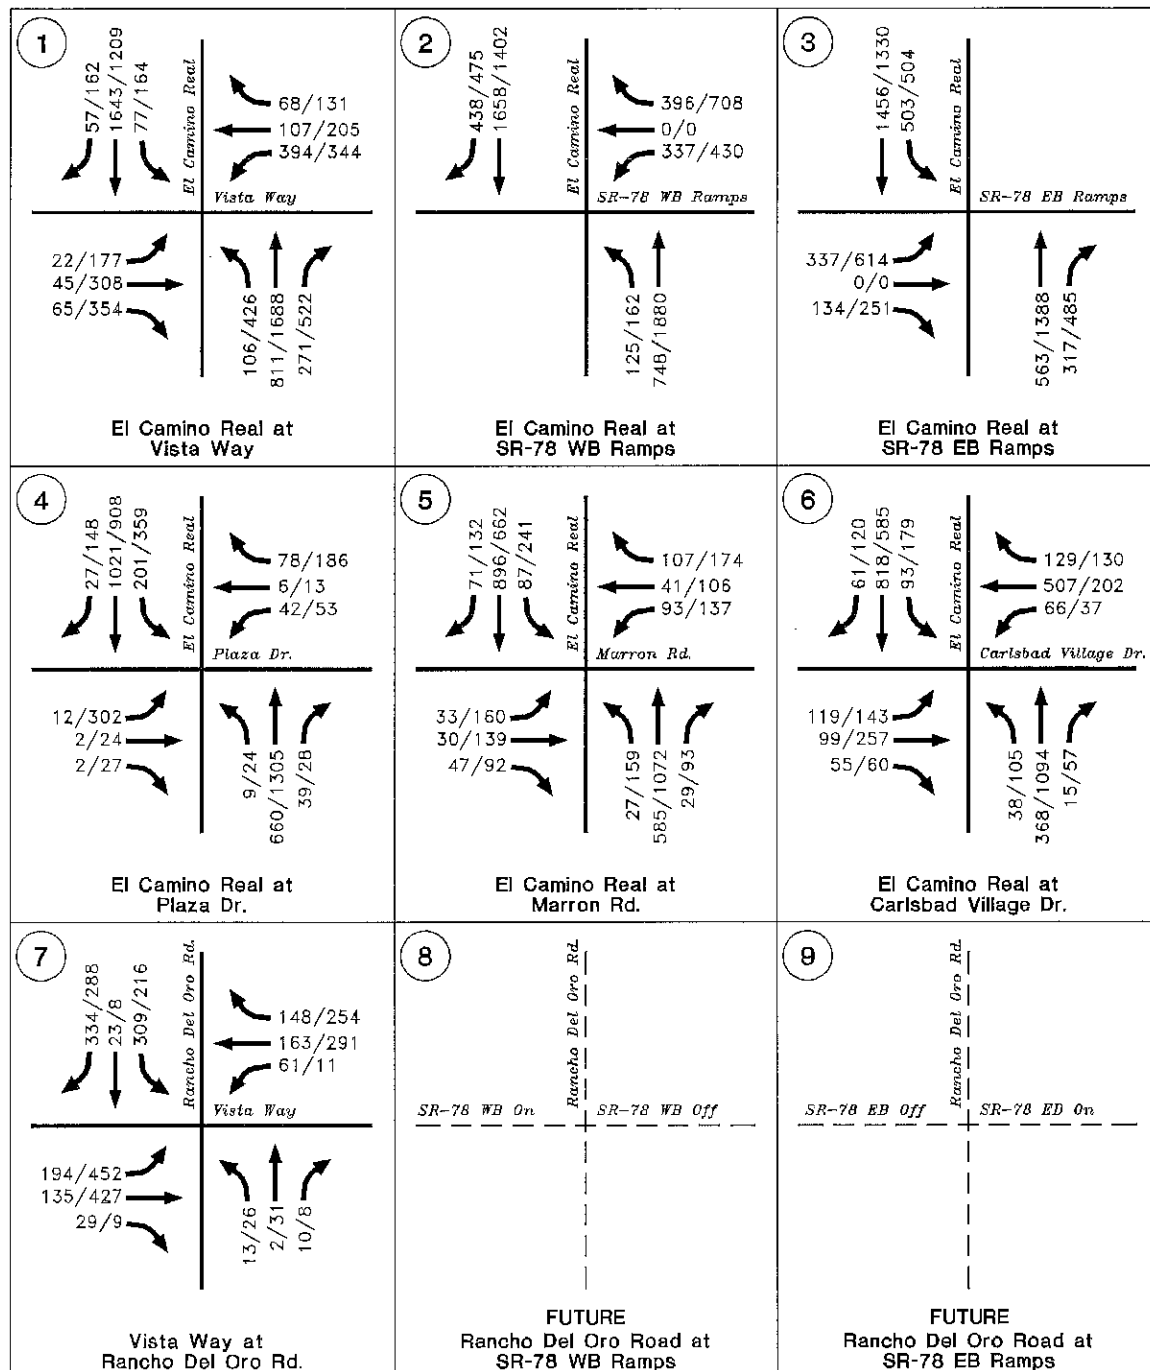 1
57/162
1643/1209
77/164
El Camino Real
68/131
107/205
394/344
Vista Way
22/177
45/308
65/354
106/426
811/1688
271/522
El Camino Real at
Vista Way
2
438/475
1658/1402
El Camino Real
396/708
0/0
337/430
SR-78 WB Ramps
125/162
748/1880
El Camino Real at
SR-78 WB Ramps
3
1456/1330
503/504
El Camino Real
SR-78 EB Ramps
337/614
0/0
134/251
563/1388
317/485
El Camino Real at
SR-78 EB Ramps
4
27/148
1021/908
201/359
El Camino Real
78/186
6/13
42/53
Plaza Dr.
12/302
2/24
2/27
9/24
660/1305
39/28
El Camino Real at
Plaza Dr.
5
71/132
896/662
87/241
El Camino Real
107/174
41/106
93/137
Marron Rd.
33/160
30/139
47/92
27/159
585/1072
29/93
El Camino Real at
Marron Rd.
6
61/120
818/585
93/179
El Camino Real
129/130
507/202
66/37
Carlsbad Village Dr.
119/143
99/257
55/60
38/105
368/1094
15/57
El Camino Real at
Carlsbad Village Dr.
7
334/288
23/8
309/216
Rancho Del Oro Rd.
148/254
163/291
61/11
Vista Way
194/452
135/427
29/9
13/26
2/31
10/8
Vista Way at
Rancho Del Oro Rd.
8
Rancho Del Oro Rd.
SR-78 WB On
SR-78 WB Off
FUTURE
Rancho Del Oro Road at
SR-78 WB Ramps
9
Rancho Del Oro Rd.
SR-78 EB Off
SR-78 EB On
FUTURE
Rancho Del Oro Road at
SR-78 EB Ramps